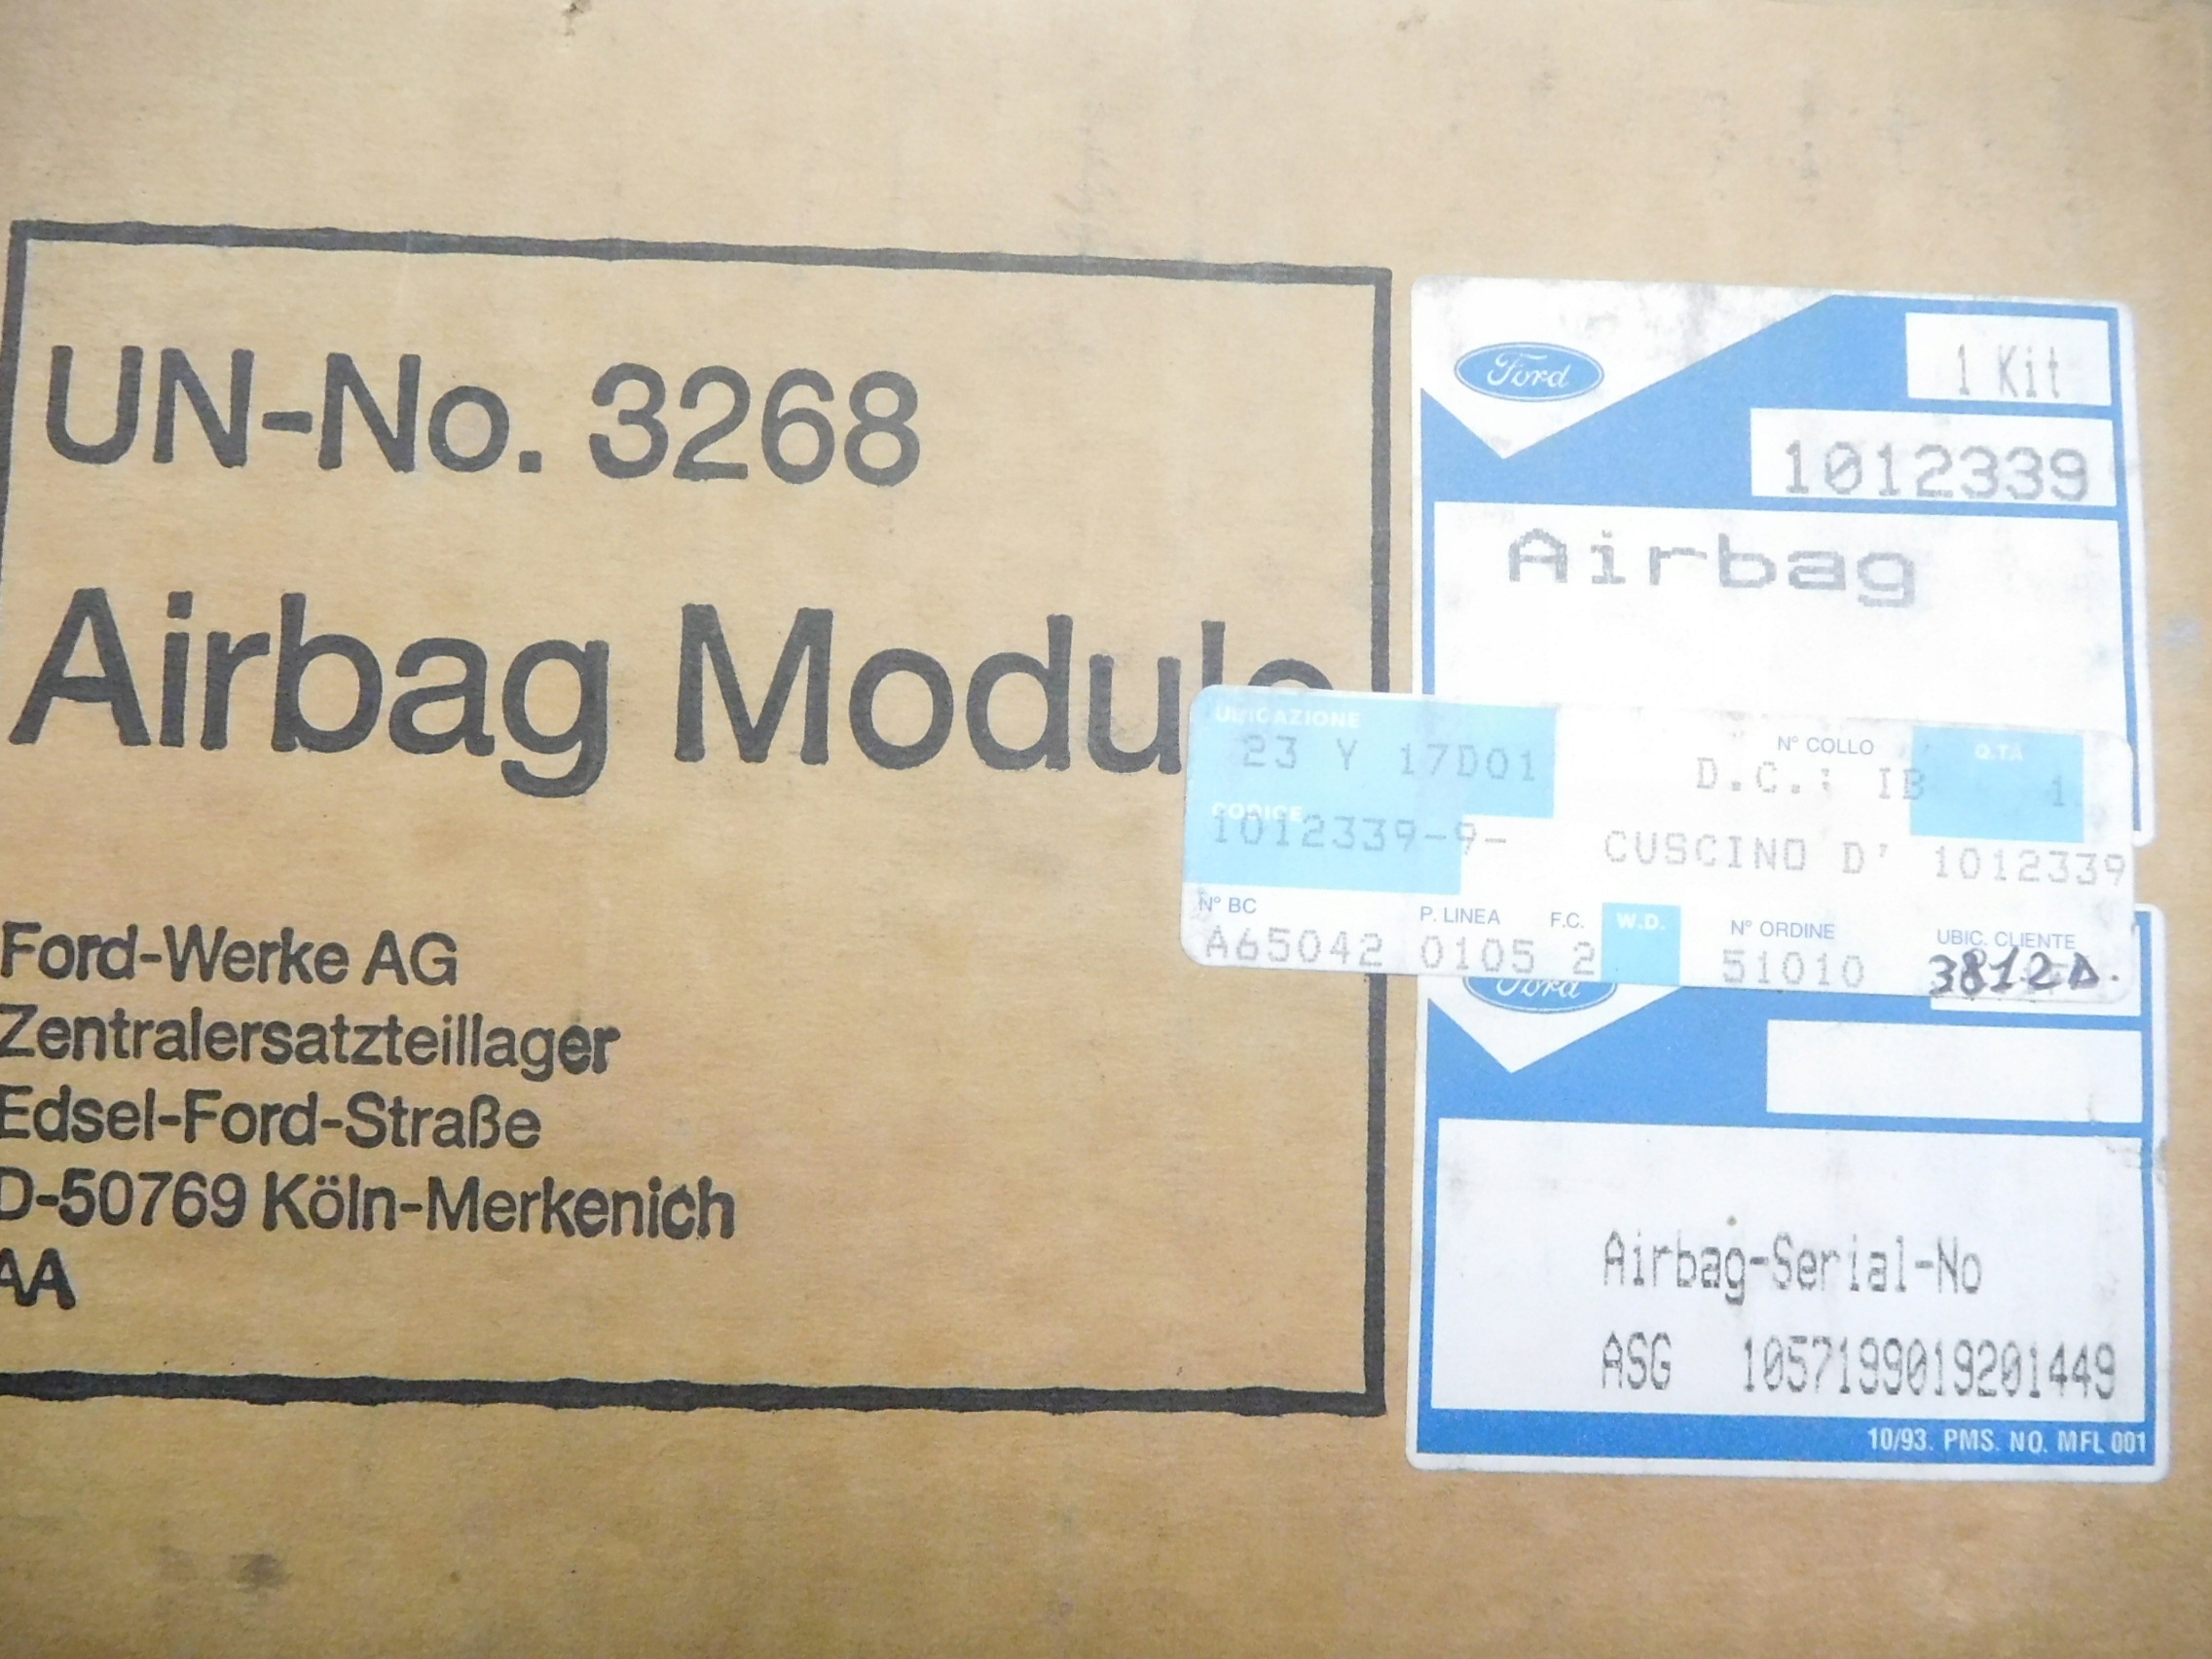 UN-No. 3268
Airbag Module
Ford-Werke AG
Zentralersatzteillager
Edsel-Ford-Straße
D-50769 Köln-Merkenich
AA
Ford
1 Kit
1012339
Airbag
UBICAZIONE
23 Y 17D01
N° COLLO
D.C.: IB
Q.TA
1
CODICE
1012339-9-
CUSCINO D' 1012339
N° BC
P. LINEA
F.C.
W.D.
N° ORDINE
UBIC. CLIENTE
A65042 0105 2
51010
3812A.
Ford
Airbag-Serial-No
ASG 1057199019201449
10/93. PMS. NO. MFL 001